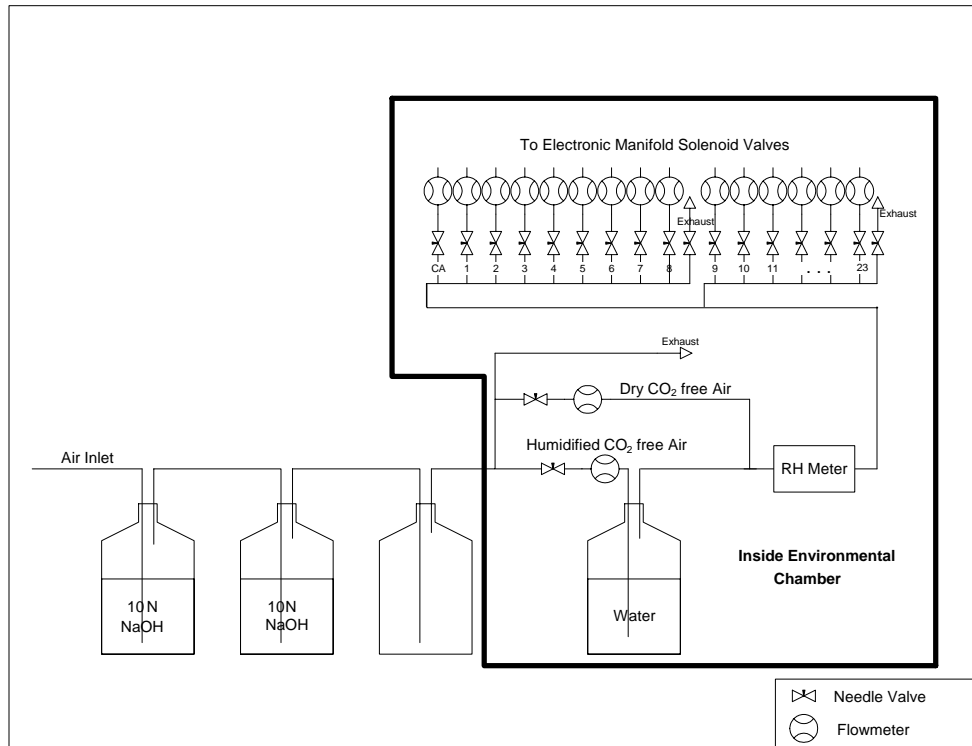 To Electronic Manifold Solenoid Valves
Exhaust
Exhaust
CA 1 2 3 4 5 6 7 8 9 10 11 . . . 23
Exhaust
Dry CO₂ free Air
Humidified CO₂ free Air
Air Inlet
RH Meter
Inside Environmental
Chamber
10N
NaOH
10N
NaOH
Water
Needle Valve
Flowmeter